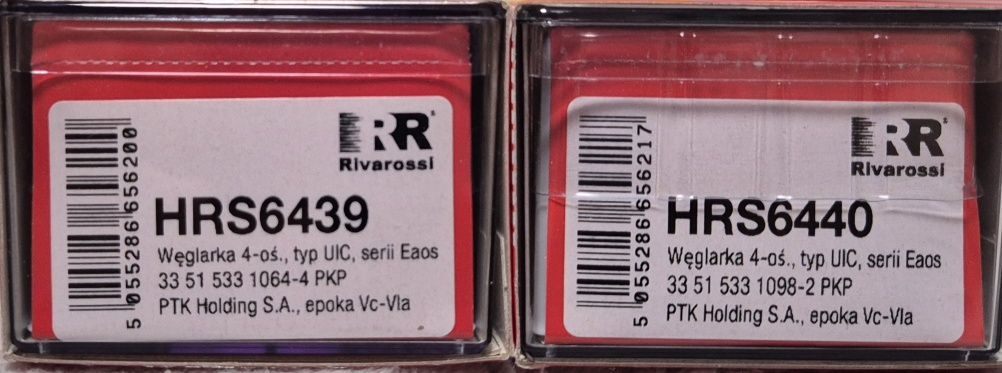 RR
Rivarossi
HRS6439
Węglarka 4-oś., typ UIC, serii Eaos
33 51 533 1064-4 PKP
PTK Holding S.A., epoka Vc-VIa
5 055286 656200
RR
Rivarossi
HRS6440
Węglarka 4-oś., typ UIC, serii Eaos
33 51 533 1098-2 PKP
PTK Holding S.A., epoka Vc-VIa
5 055286 656217